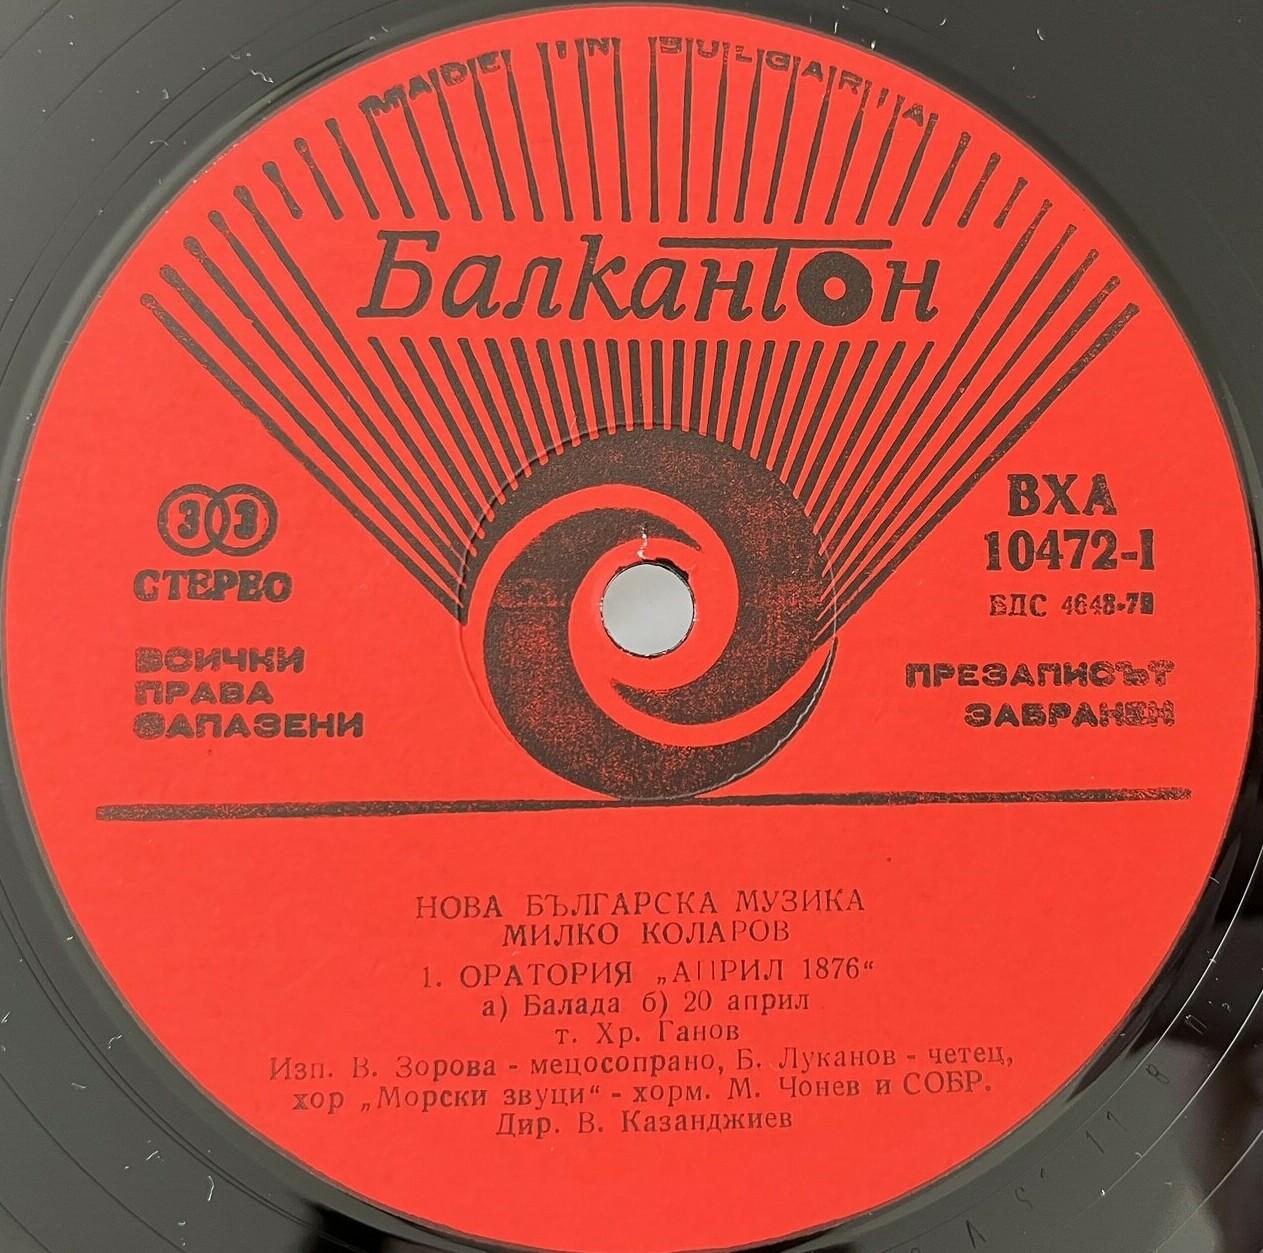 MADE IN BULGARIA
Балкантон
33
СТЕРЕО
ВСИЧКИ
ПРАВА
ЗАПАЗЕНИ
ВХА
10472-I
БДС 4648-7
ПРЕЗАПИСЪТ
ЗАБРАНЕН
НОВА БЪЛГАРСКА МУЗИКА
МИЛКО КОЛАРОВ
1. ОРАТОРИЯ „АПРИЛ 1876“
а) Балада б) 20 април
т. Хр. Ганов
Изп. В. Зорова - мецосопрано, Б. Луканов - четец,
хор „Морски звуци“ - хорм. М. Чонев и СОБР.
Дир. В. Казанджиев